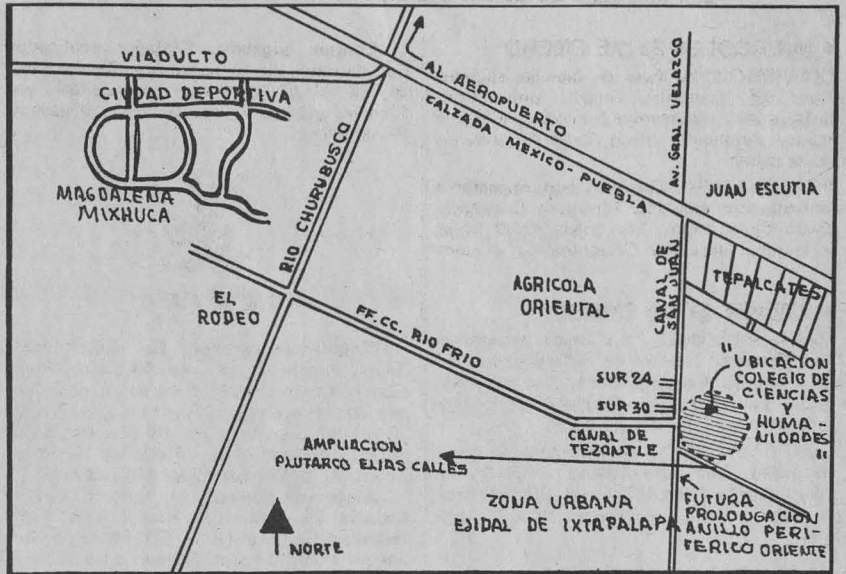 VIADUCTO
CIUDAD DEPORTIVA
MAGDALENA
MIXHUCA
RIO CHURUBUSCO
AL AEROPUERTO
CALZADA MEXICO-PUEBLA
AV. GRAL VELAZCO
JUAN ESCUTIA
TEPALCATES
CANAL DE
SAN JUAN
AGRICOLA
ORIENTAL
EL
RODEO
FF.CC. RIO FRIO
SUR 24
SUR 30
"UBICACION
COLEGIO DE
CIENCIAS
Y
HUMA-
NIDADES"
CANAL DE
TEZONTLE
AMPLIACION
PLUTARCO ELIAS CALLES
ZONA URBANA
EJIDAL DE IXTAPALAPA
FUTURA
PROLONGACION
ANILLO PERI-
FERICO ORIENTE
NORTE